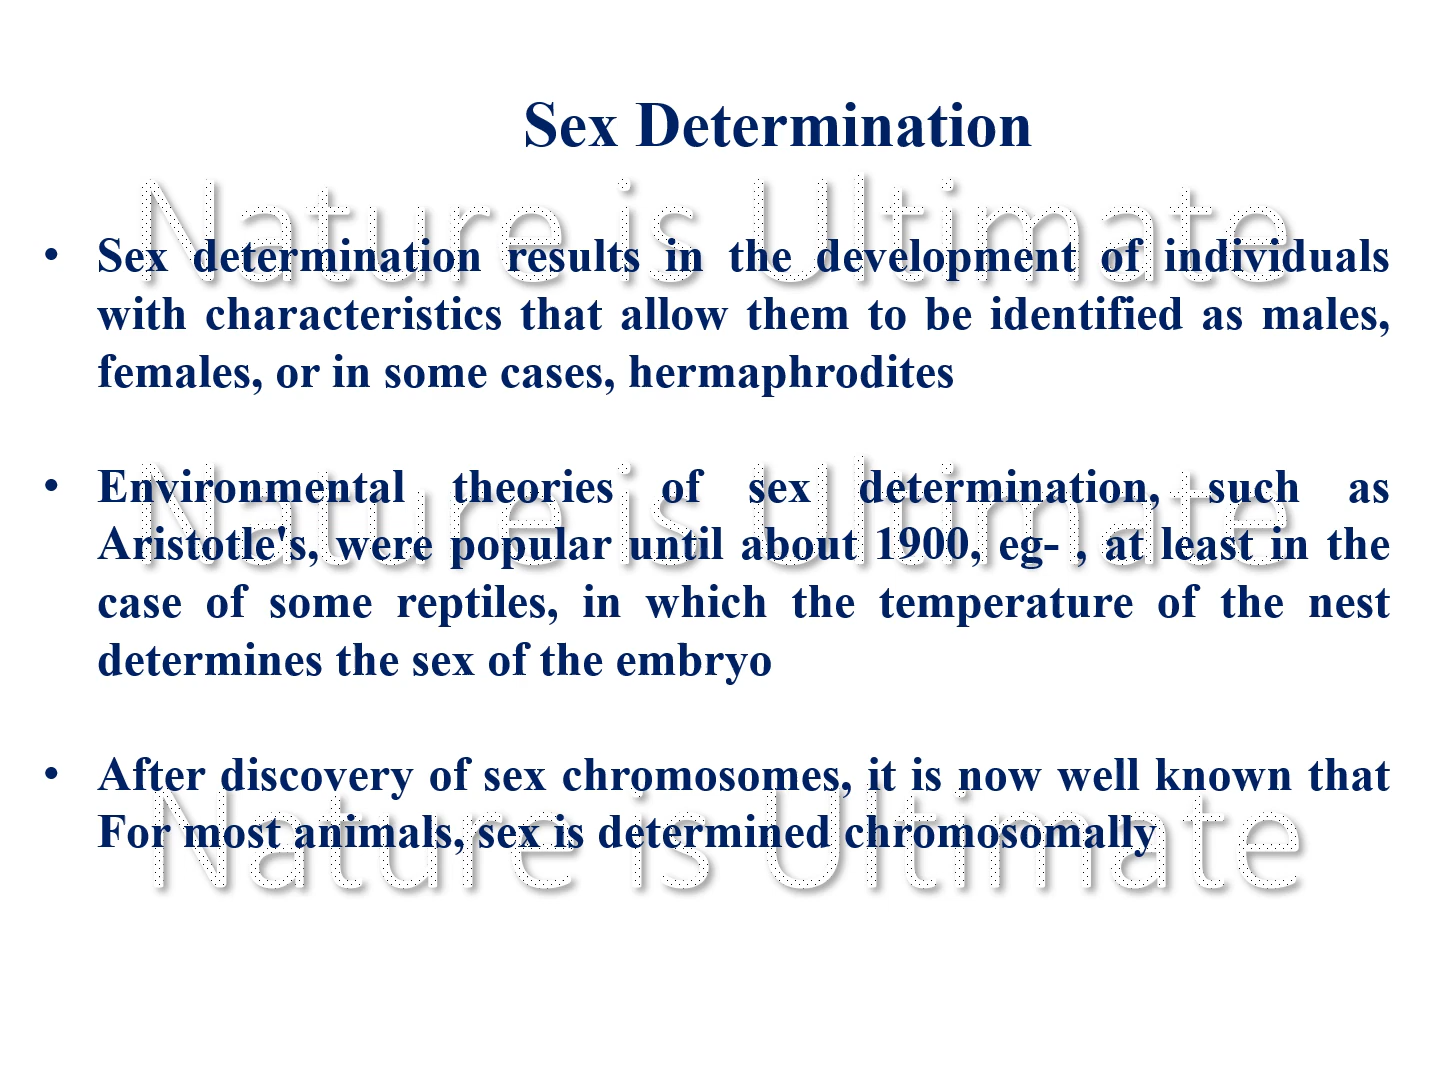 Sex Determination
Nature is Ultimate
• Sex determination results in the development of individuals
with characteristics that allow them to be identified as males,
females, or in some cases, hermaphrodites
Nature is Ultimate
• Environmental theories of sex determination, such as
Aristotle's, were popular until about 1900, eg- , at least in the
case of some reptiles, in which the temperature of the nest
determines the sex of the embryo
• After discovery of sex chromosomes, it is now well known that
For most animals, sex is determined chromosomally
Nature is Ultimate